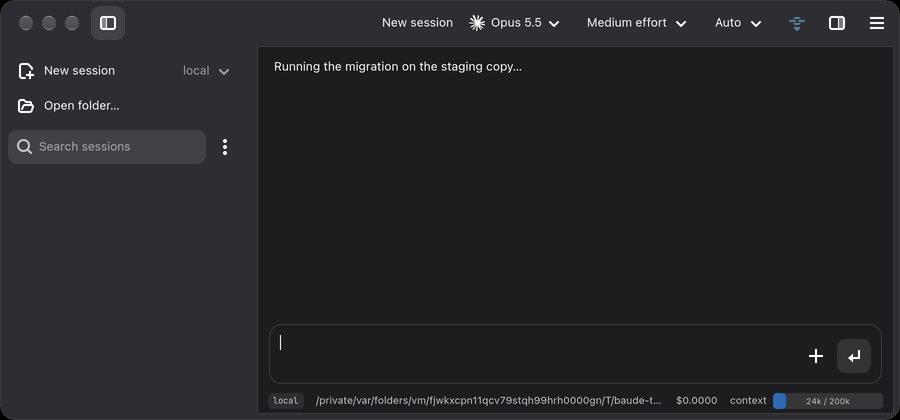 New session Opus 5.5 Medium effort Auto
New session local
Open folder...
Search sessions
Running the migration on the staging copy...
local /private/var/folders/vm/fjwkxcpn11qcv79stqh99hrh0000gn/T/baude-t... $0.0000 context 24k / 200k